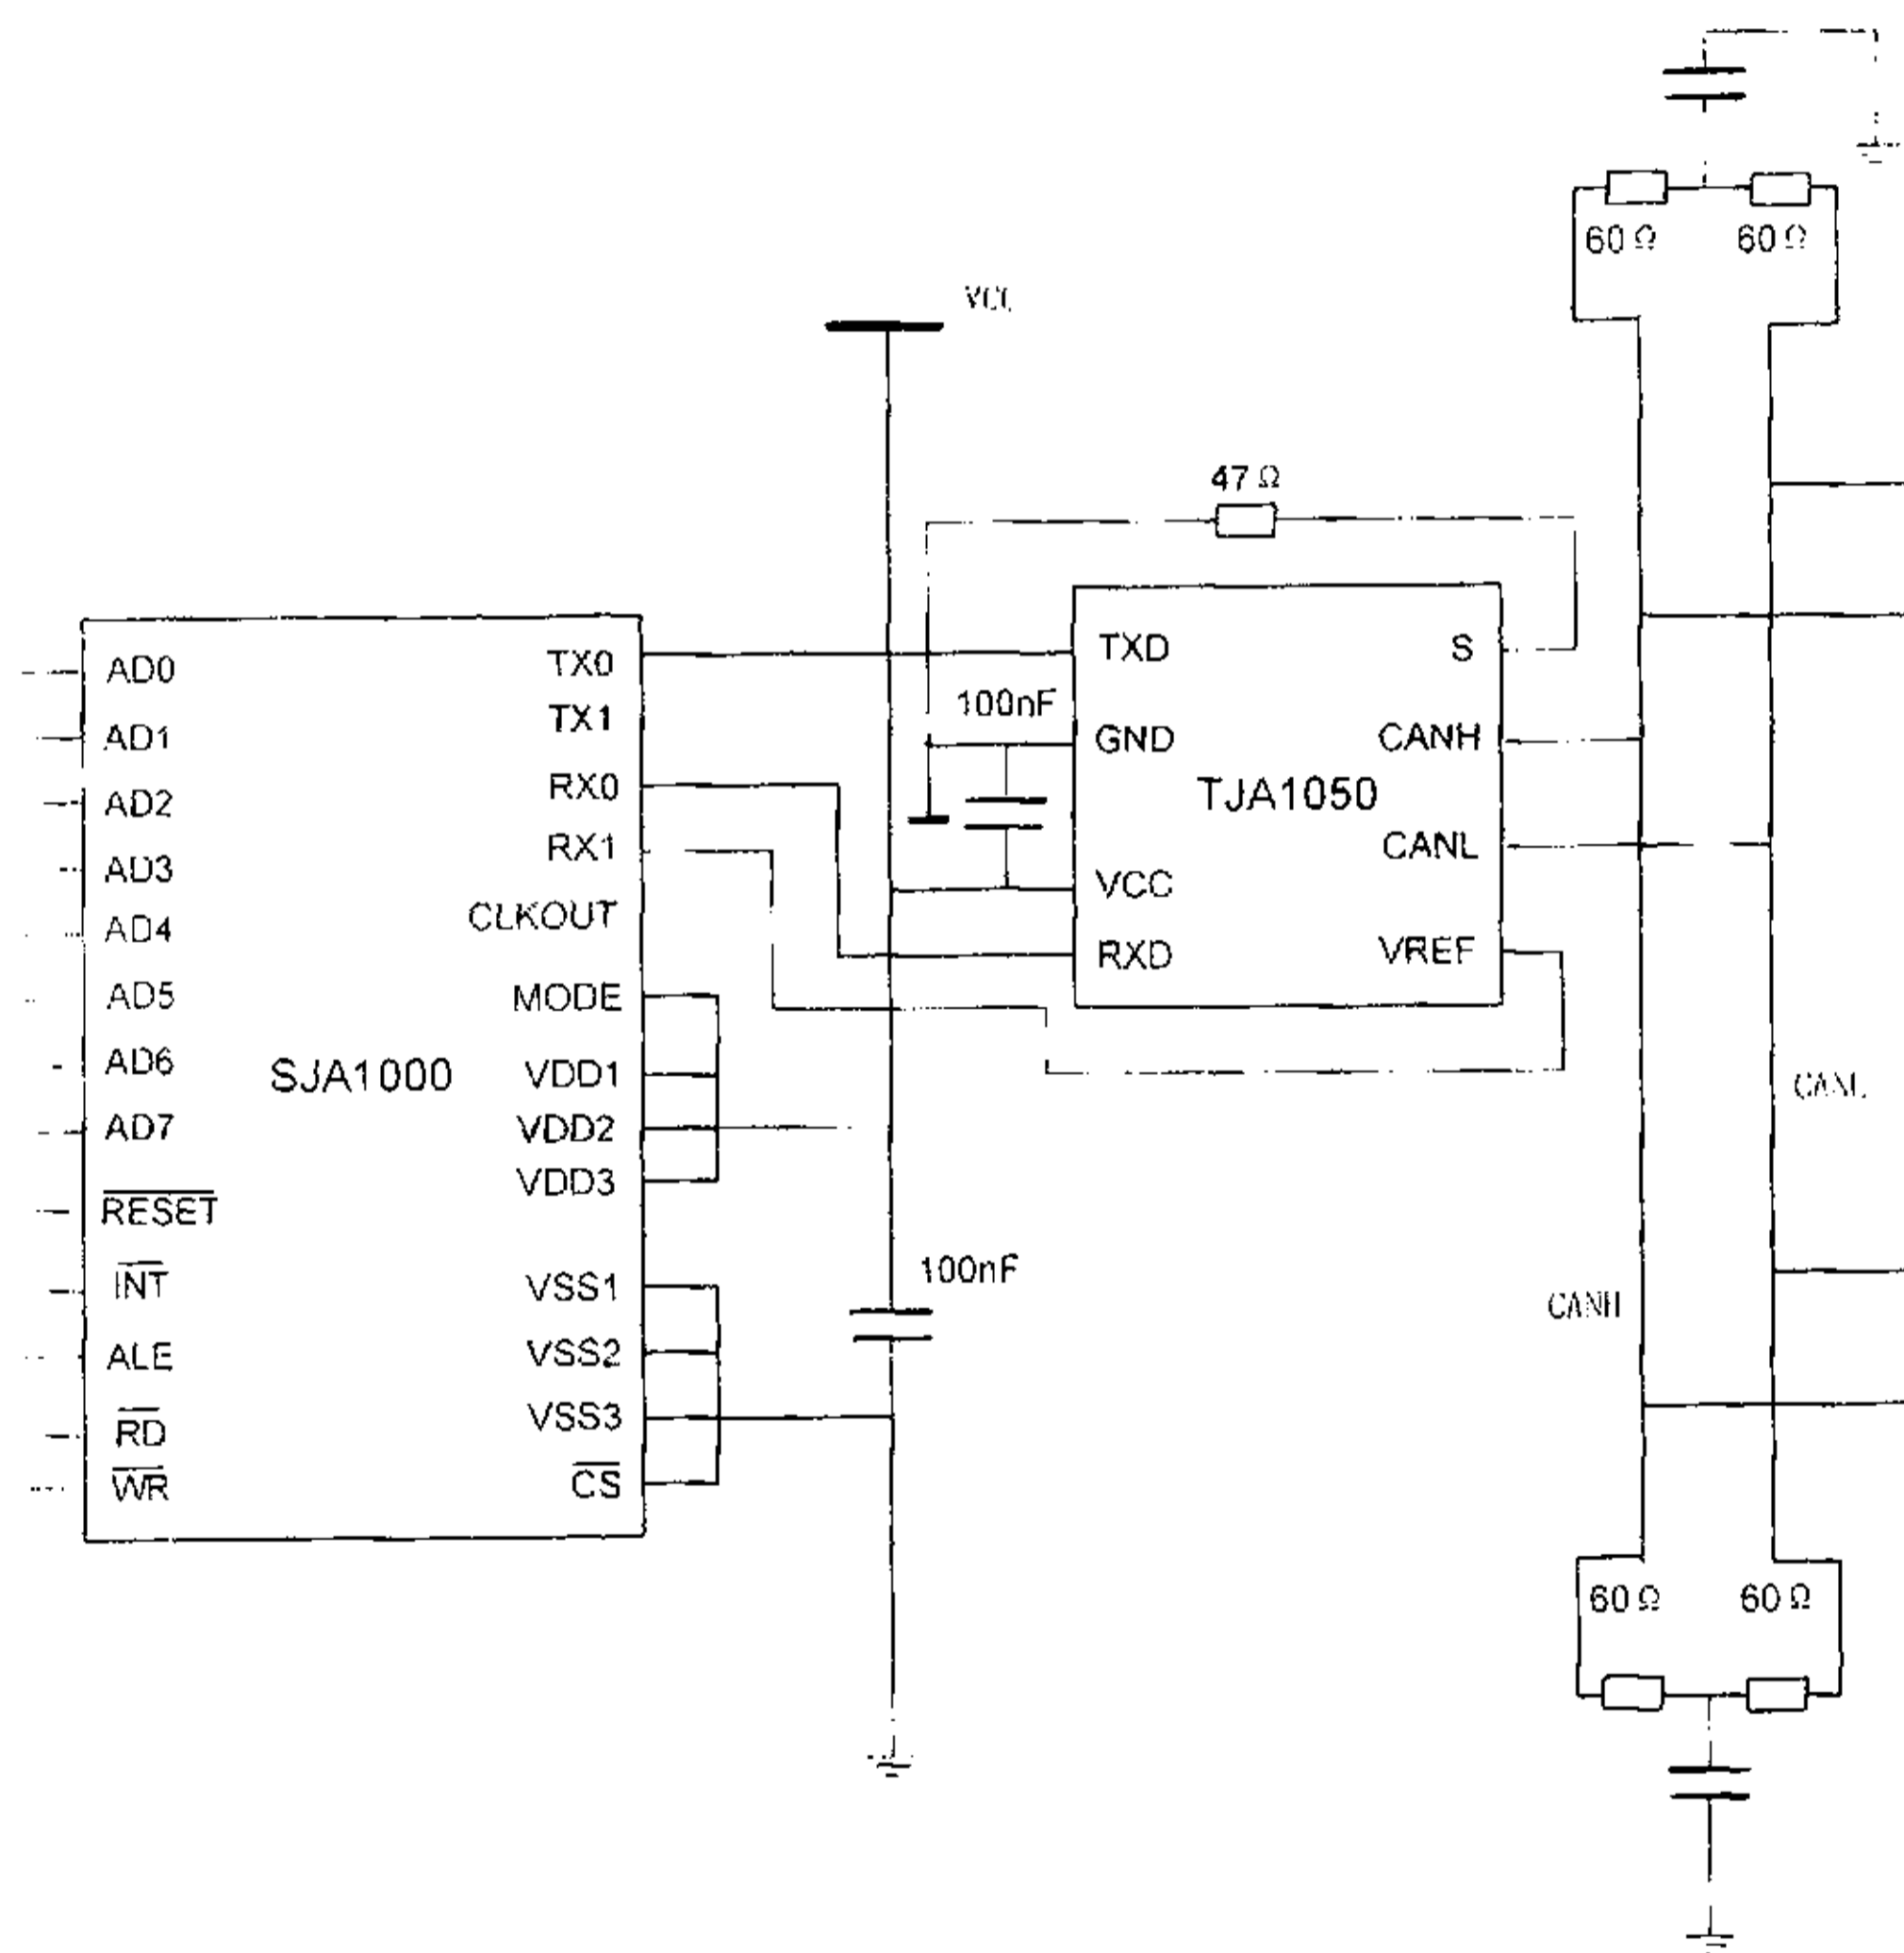 60Ω 60Ω
VCC
47Ω
AD0
AD1
AD2
AD3
AD4
AD5
AD6
AD7
RESET
INT
ALE
RD
WR
SJA1000
TX0
TX1
RX0
RX1
CLKOUT
MODE
VDD1
VDD2
VDD3
VSS1
VSS2
VSS3
CS
100nF
100nF
TXD
GND
VCC
RXD
TJA1050
S
CANH
CANL
VREF
CANL
CANH
60Ω 60Ω